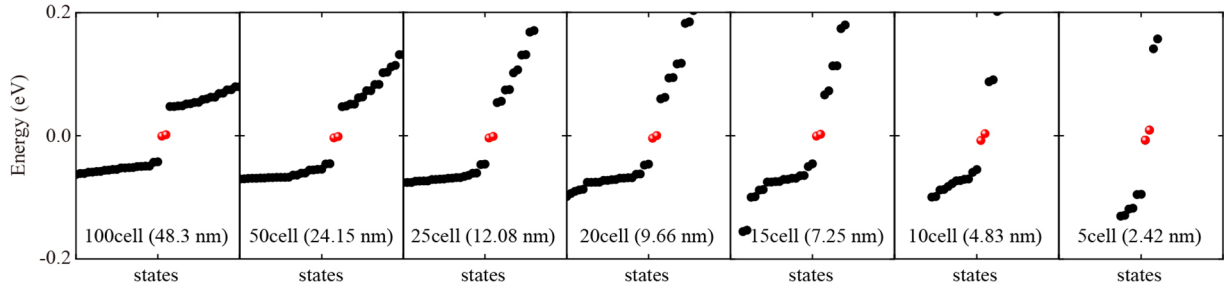 0.2
Energy (eV)
0.0
-0.2
100cell (48.3 nm)
50cell (24.15 nm)
25cell (12.08 nm)
20cell (9.66 nm)
15cell (7.25 nm)
10cell (4.83 nm)
5cell (2.42 nm)
states
states
states
states
states
states
states